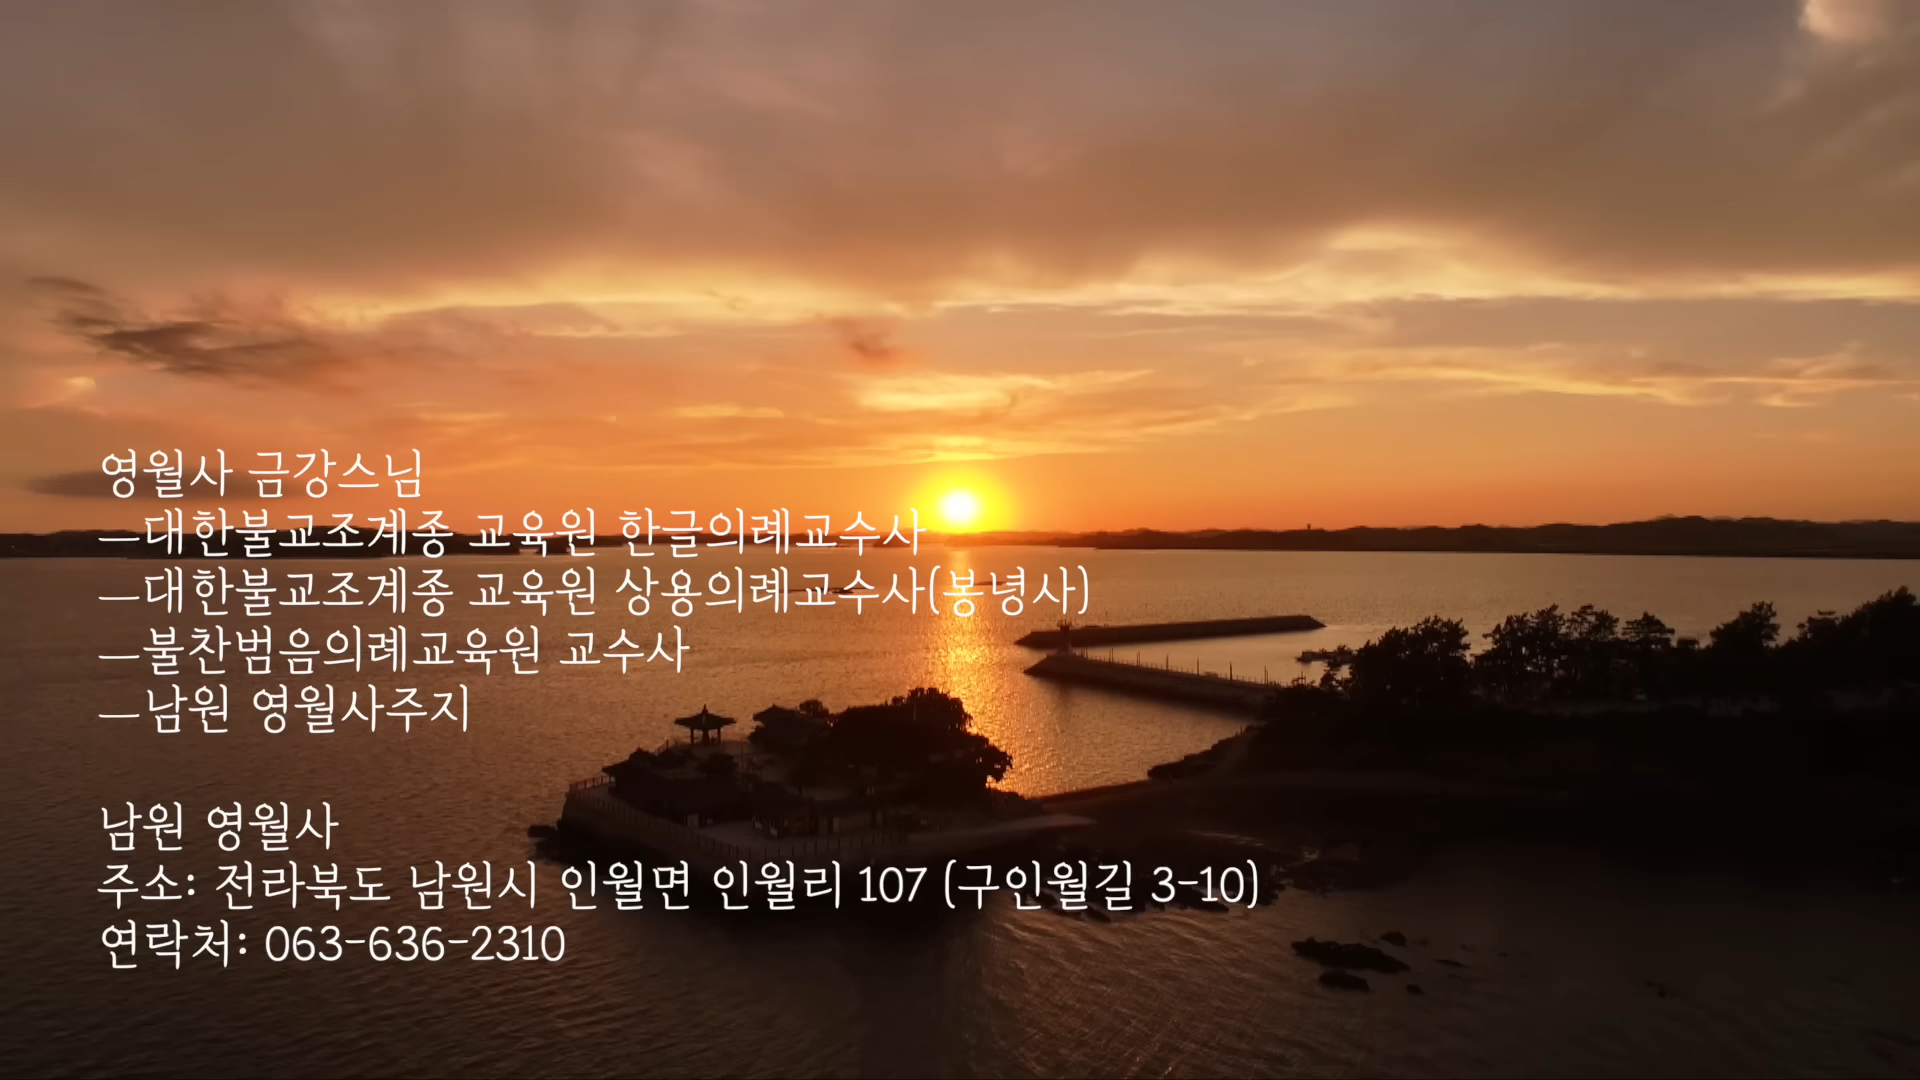 영월사 금강스님
–대한불교조계종 교육원 한글의례교수사
–대한불교조계종 교육원 상용의례교수사(봉녕사)
–불찬범음의례교육원 교수사
–남원 영월사주지
남원 영월사
주소: 전라북도 남원시 인월면 인월리 107 (구인월길 3-10)
연락처: 063-636-2310